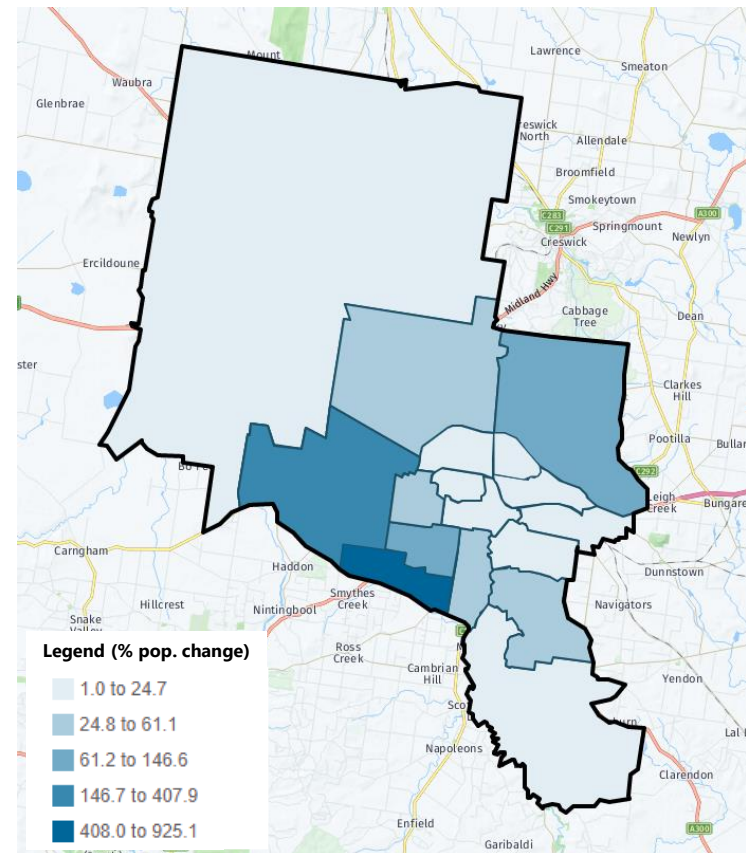 Lawrence
Mount
Smeaton
Waubra
Glenbrae
reswick
North
Allendale
Broomfield
Smokeytown
C283
C291
A300
Springmount
Newlyn
Creswick
Ercildoune
Midland Hwy
Cabbage
Tree
Dean
ster
Clarkes
Hill
Pootilla
Bullar
C292
Leigh
Creek
Bungare
Carngham
Haddon
Dunnstown
Hillcrest
Nintingbool
Smythes
Creek
Navigators
Snake
Valley
Ross
Creek
Cambrian
Hill
Yendon
Napoleons
Clarendon
Enfield
A300
Garibaldi
Legend (% pop. change)
1.0 to 24.7
24.8 to 61.1
61.2 to 146.6
146.7 to 407.9
408.0 to 925.1